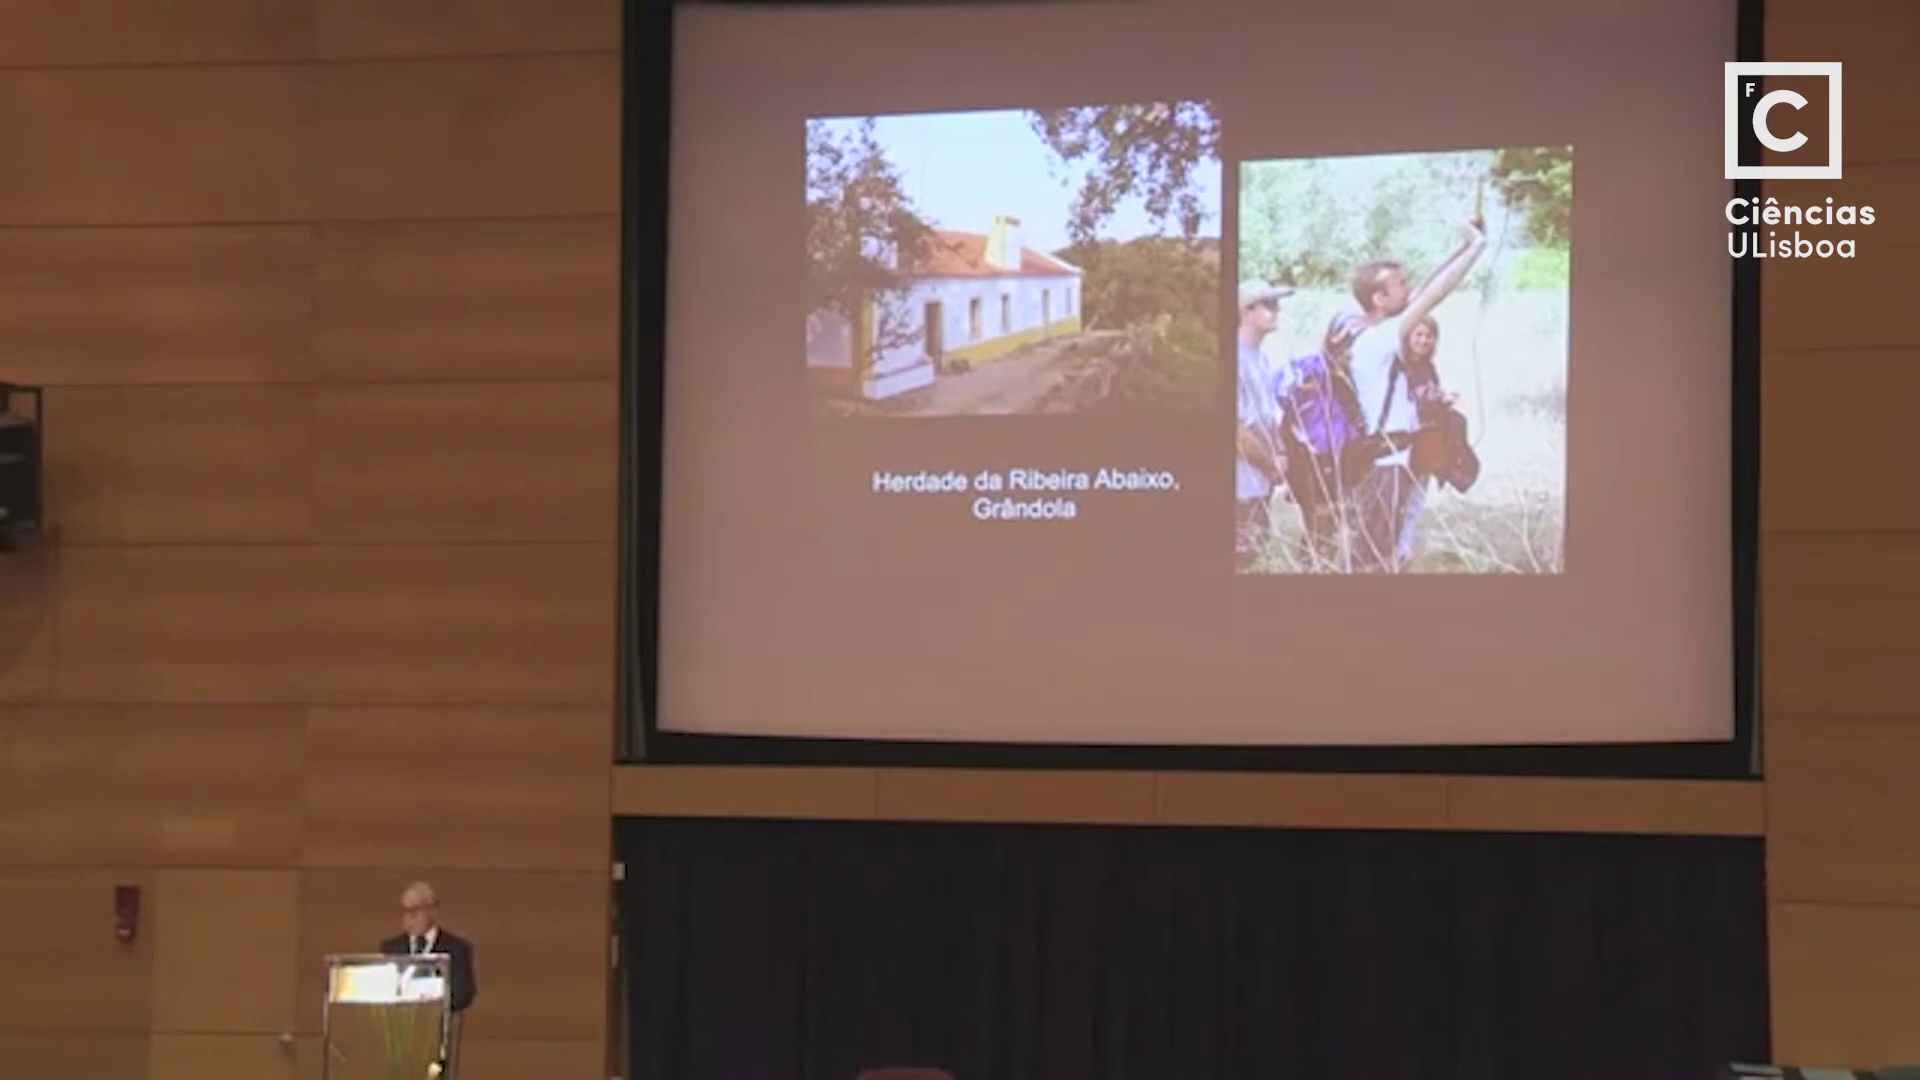 Herdade da Ribeira Abaixo,
Grândola
F
C
Ciências
ULisboa